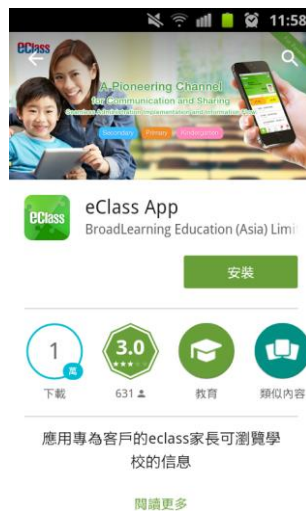 11:58
eClass
A Pioneering Channel
for Communication and Sharing
Secondary
Primary
Kindergarten
eClass
eClass App
BroadLearning Education (Asia) Limi
安裝
1
萬
3.0
下載
631
教育
類似內容
應用專為客戶的eclass家長可瀏覽學
校的信息
閱讀更多